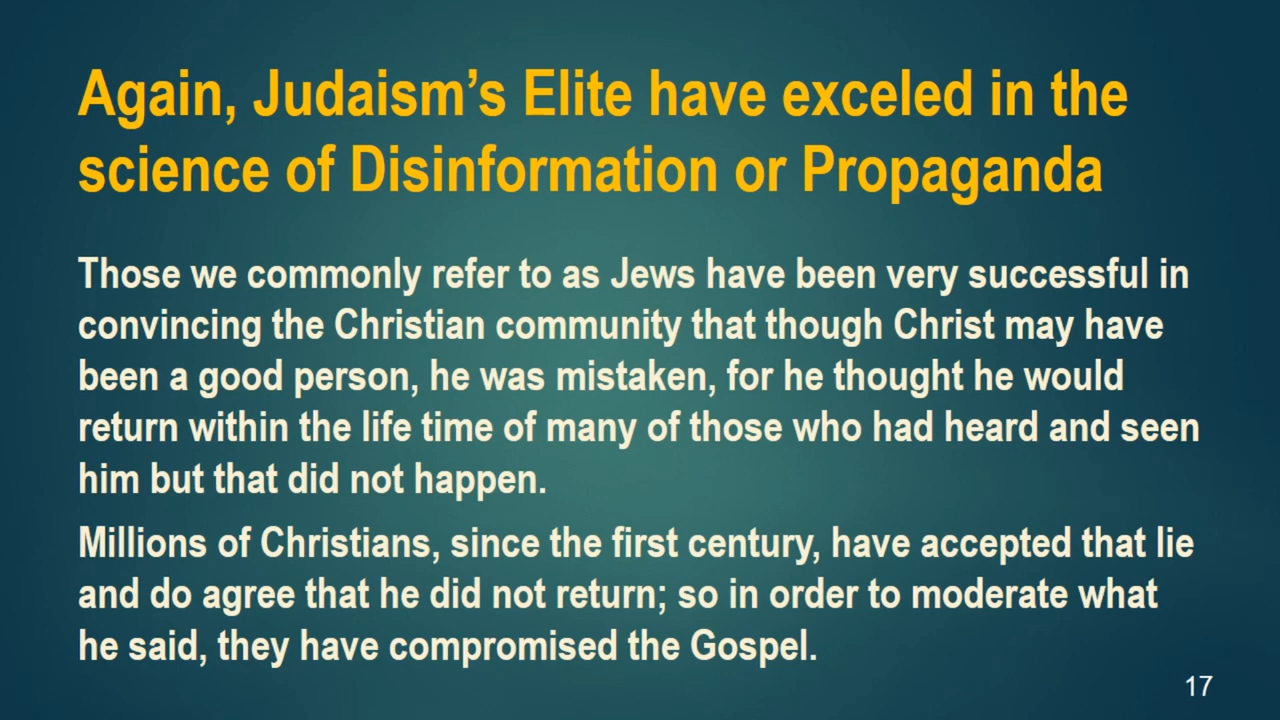 Again, Judaism’s Elite have exceled in the
science of Disinformation or Propaganda
Those we commonly refer to as Jews have been very successful in
convincing the Christian community that though Christ may have
been a good person, he was mistaken, for he thought he would
return within the life time of many of those who had heard and seen
him but that did not happen.
Millions of Christians, since the first century, have accepted that lie
and do agree that he did not return; so in order to moderate what
he said, they have compromised the Gospel.
17